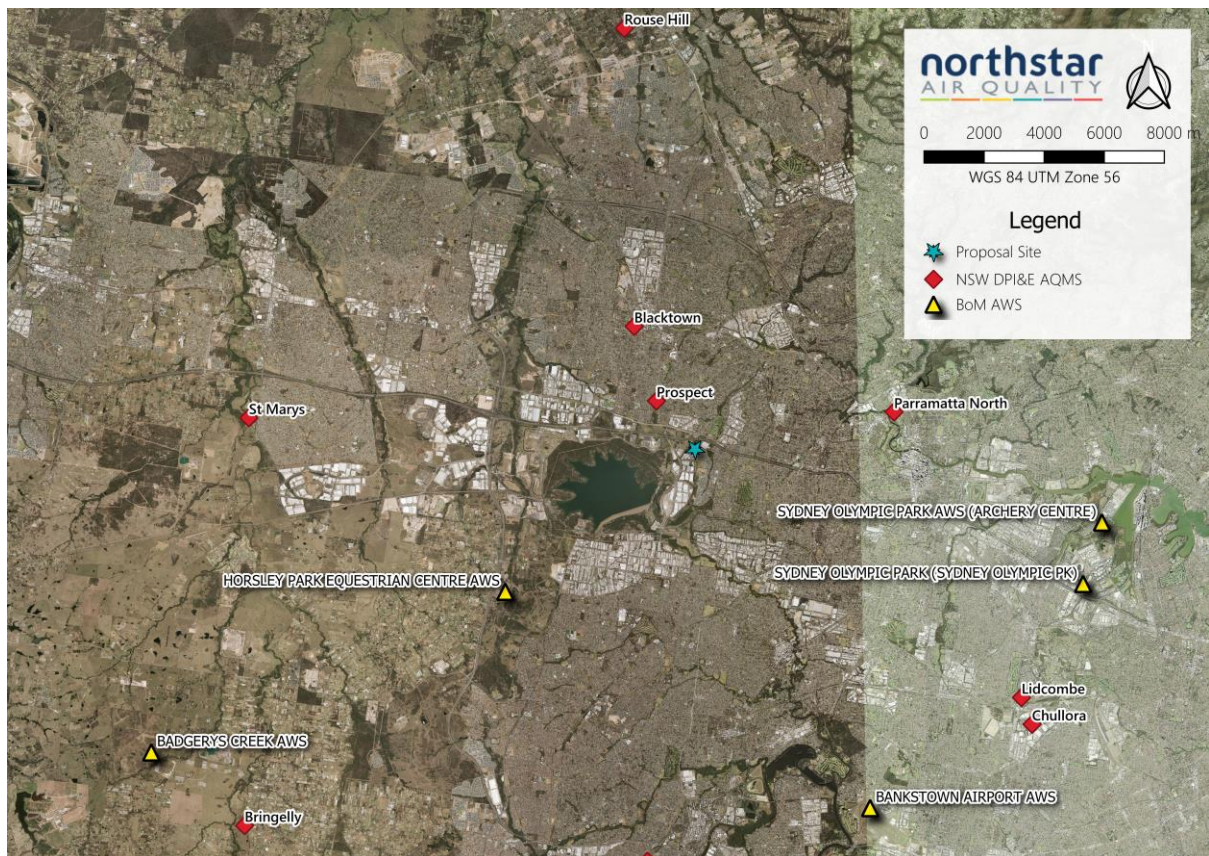 Rouse Hill
northstar
AIR QUALITY
0 2000 4000 6000 8000 m
WGS 84 UTM Zone 56
Legend
Proposal Site
NSW DPI&E AQMS
BoM AWS
Blacktown
Prospect
St Marys
Parramatta North
SYDNEY OLYMPIC PARK AWS (ARCHERY CENTRE)
HORSLEY PARK EQUESTRIAN CENTRE AWS
SYDNEY OLYMPIC PARK (SYDNEY OLYMPIC PK)
Lidcombe
Chullora
BADGERYS CREEK AWS
BANKSTOWN AIRPORT AWS
Bringelly